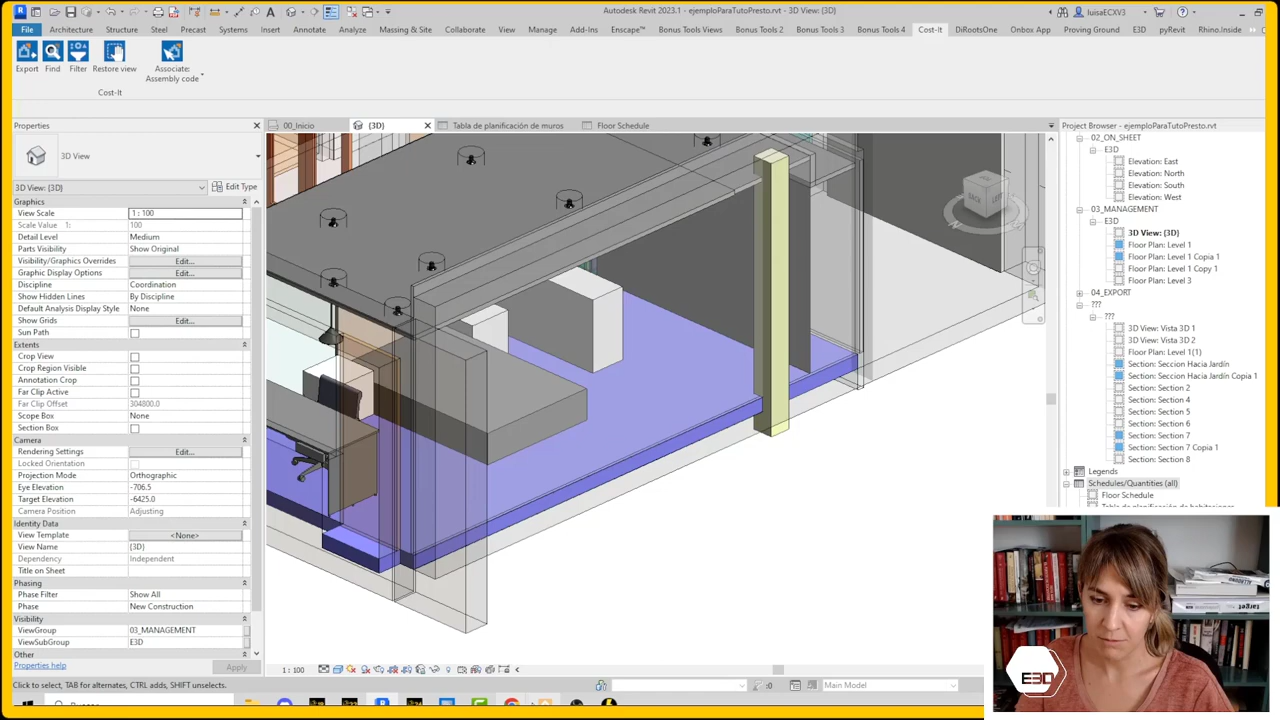 Autodesk Revit 2023.1 - ejemploParaTutoPresto.rvt - 3D View: {3D}
luisaECXV3
File Architecture Structure Steel Precast Systems Insert Annotate Analyze Massing & Site Collaborate View Manage Add-Ins Enscape™ Bonus Tools Views Bonus Tools 2 Bonus Tools 3 Bonus Tools 4 Cost-It DiRootsOne Onbox App Proving Ground E3D pyRevit Rhino.Inside
Export Find Filter Restore view Associate: Assembly code
Cost-It
Properties
3D View
3D View: {3D}
Edit Type
Graphics
View Scale 1 : 100
Scale Value 1: 100
Detail Level Medium
Parts Visibility Show Original
Visibility/Graphics Overrides Edit...
Graphic Display Options Edit...
Discipline Coordination
Show Hidden Lines By Discipline
Default Analysis Display Style None
Show Grids Edit...
Sun Path
Extents
Crop View
Crop Region Visible
Annotation Crop
Far Clip Active
Far Clip Offset 304800.0
Scope Box None
Section Box
Camera
Rendering Settings Edit...
Locked Orientation
Projection Mode Orthographic
Eye Elevation -706.5
Target Elevation -6425.0
Camera Position Adjusting
Identity Data
View Template <None>
View Name {3D}
Dependency Independent
Title on Sheet
Phasing
Phase Filter Show All
Phase New Construction
Visibility
ViewGroup 03_MANAGEMENT
ViewSubGroup E3D
Other
Properties help Apply
00_Inicio {3D} Tabla de planificación de muros Floor Schedule
BACK LEFT
1 : 100
Project Browser - ejemploParaTutoPresto.rvt
02_ON_SHEET
E3D
Elevation: East
Elevation: North
Elevation: South
Elevation: West
03_MANAGEMENT
E3D
3D View: {3D}
Floor Plan: Level 1
Floor Plan: Level 1 Copia 1
Floor Plan: Level 1 Copy 1
Floor Plan: Level 3
04_EXPORT
???
???
3D View: Vista 3D 1
3D View: Vista 3D 2
Floor Plan: Level 1(1)
Section: Seccion Hacia Jardín
Section: Seccion Hacia Jardín Copia 1
Section: Section 2
Section: Section 4
Section: Section 5
Section: Section 6
Section: Section 7
Section: Section 7 Copia 1
Section: Section 8
Legends
Schedules/Quantities (all)
Floor Schedule
Tabla de planificación de habitaciones
Click to select, TAB for alternates, CTRL adds, SHIFT unselects.
:0
Main Model
target
E3D